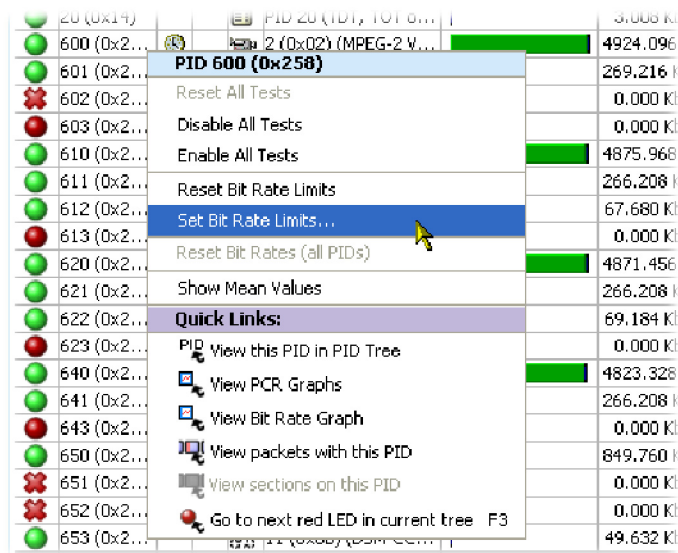 20 (0x14) PID 20 (TDT, TOT o... 3.008 K
600 (0x2... 2 (0x02) (MPEG-2 V... 4924.096
PID 600 (0x258)
601 (0x2... 269.216 K
Reset All Tests
602 (0x2... 0.000 K
Disable All Tests
603 (0x2... 0.000 K
Enable All Tests
610 (0x2... 4875.968
Reset Bit Rate Limits
611 (0x2... 266.208 K
Set Bit Rate Limits...
612 (0x2... 67.680 K
613 (0x2... 0.000 K
Reset Bit Rates (all PIDs)
620 (0x2... 4871.456
Show Mean Values
621 (0x2... 266.208 K
Quick Links:
622 (0x2... 69.184 K
PID View this PID in PID Tree
623 (0x2... 0.000 K
View PCR Graphs
640 (0x2... 4823.328
641 (0x2... 266.208 K
View Bit Rate Graph
643 (0x2... 0.000 K
View packets with this PID
650 (0x2... 849.760 K
View sections on this PID
651 (0x2... 0.000 K
652 (0x2... 0.000 K
Go to next red LED in current tree F3
653 (0x2... 11 (0x0b) (DSM-CC... 49.632 K